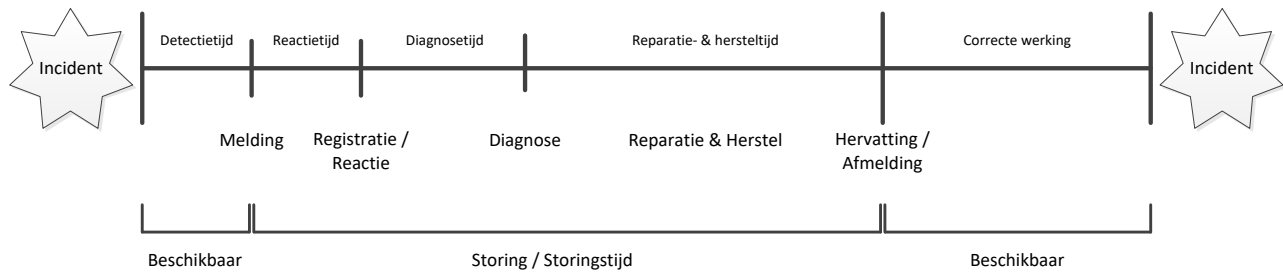 Incident
Detectietijd
Reactietijd
Diagnosetijd
Reparatie- & hersteltijd
Correcte werking
Incident
Melding
Registratie /
Reactie
Diagnose
Reparatie & Herstel
Hervatting /
Afmelding
Beschikbaar
Storing / Storingstijd
Beschikbaar